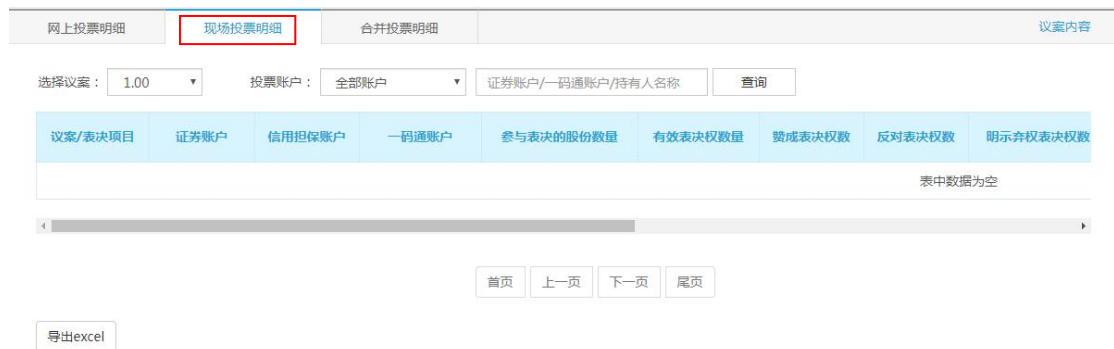 网上投票明细 现场投票明细 合并投票明细 议案内容
选择议案： 1.00 投票账户： 全部账户 证券账户/一码通账户/持有人名称 查询
议案/表决项目 证券账户 信用担保账户 一码通账户 参与表决的股份数量 有效表决权数量 赞成表决权数 反对表决权数 明示弃权表决权数
表中数据为空
首页 上一页 下一页 尾页
导出excel